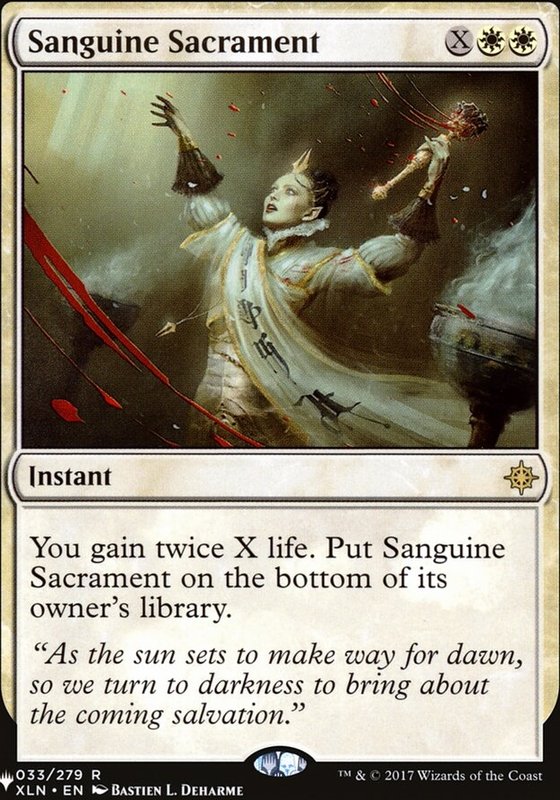 Sanguine Sacrament X
Instant
You gain twice X life. Put Sanguine
Sacrament on the bottom of its
owner's library.
“As the sun sets to make way for dawn,
so we turn to darkness to bring about
the coming salvation.”
033/279 R
XLN • EN Bastien L. Deharme
™ & © 2017 Wizards of the Coast